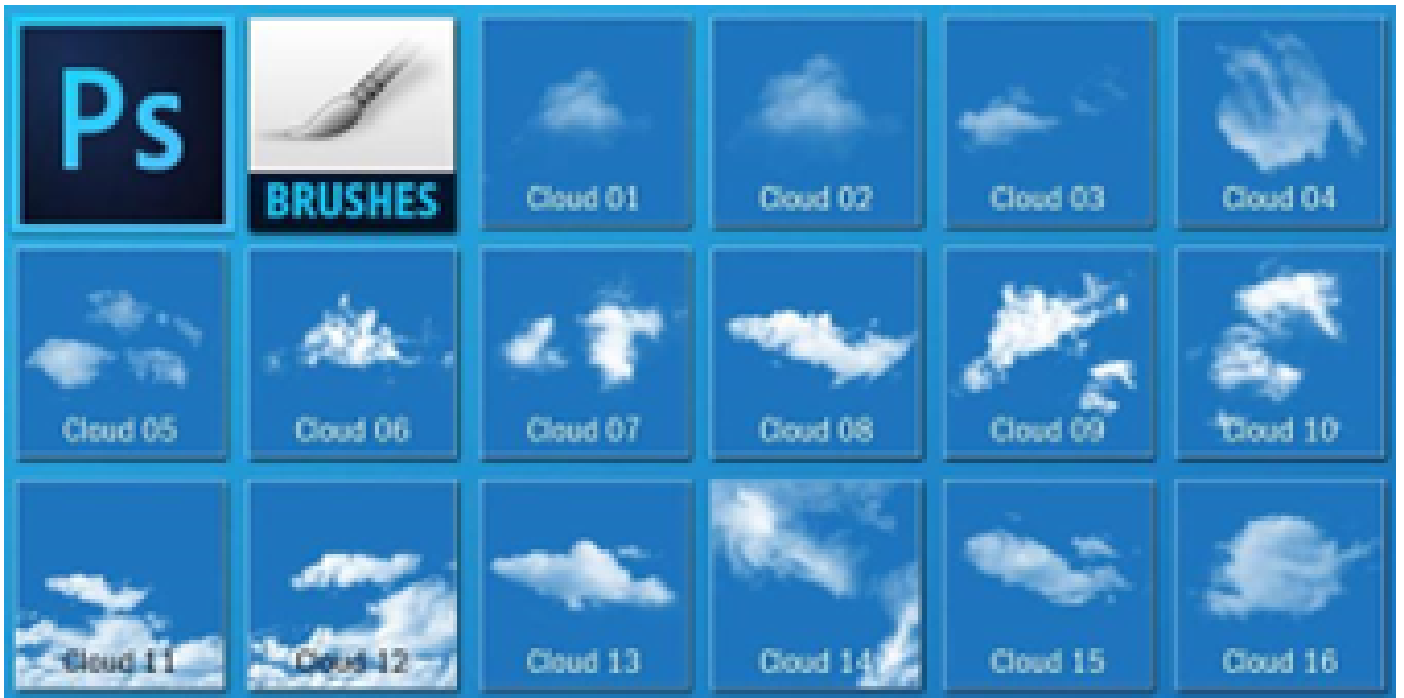 Ps
BRUSHES
Cloud 01
Cloud 02
Cloud 03
Cloud 04
Cloud 05
Cloud 06
Cloud 07
Cloud 08
Cloud 09
Cloud 10
Cloud 11
Cloud 12
Cloud 13
Cloud 14
Cloud 15
Cloud 16